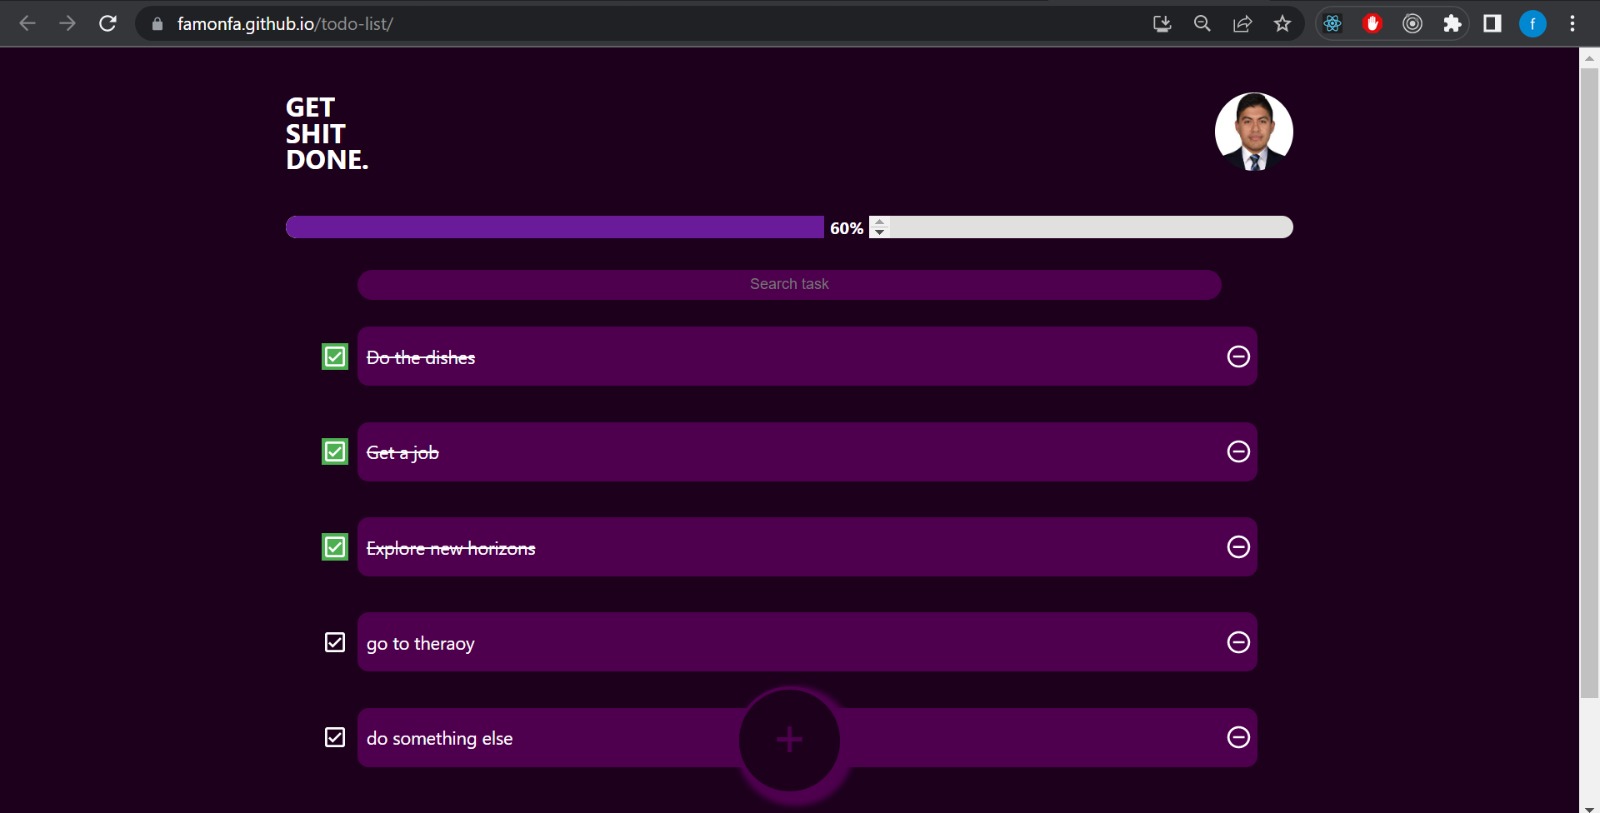 famonfa.github.io/todo-list/
f
GET
SHIT
DONE.
60%
Search task
Do the dishes
Get a job
Explore new horizons
go to theraoy
do something else